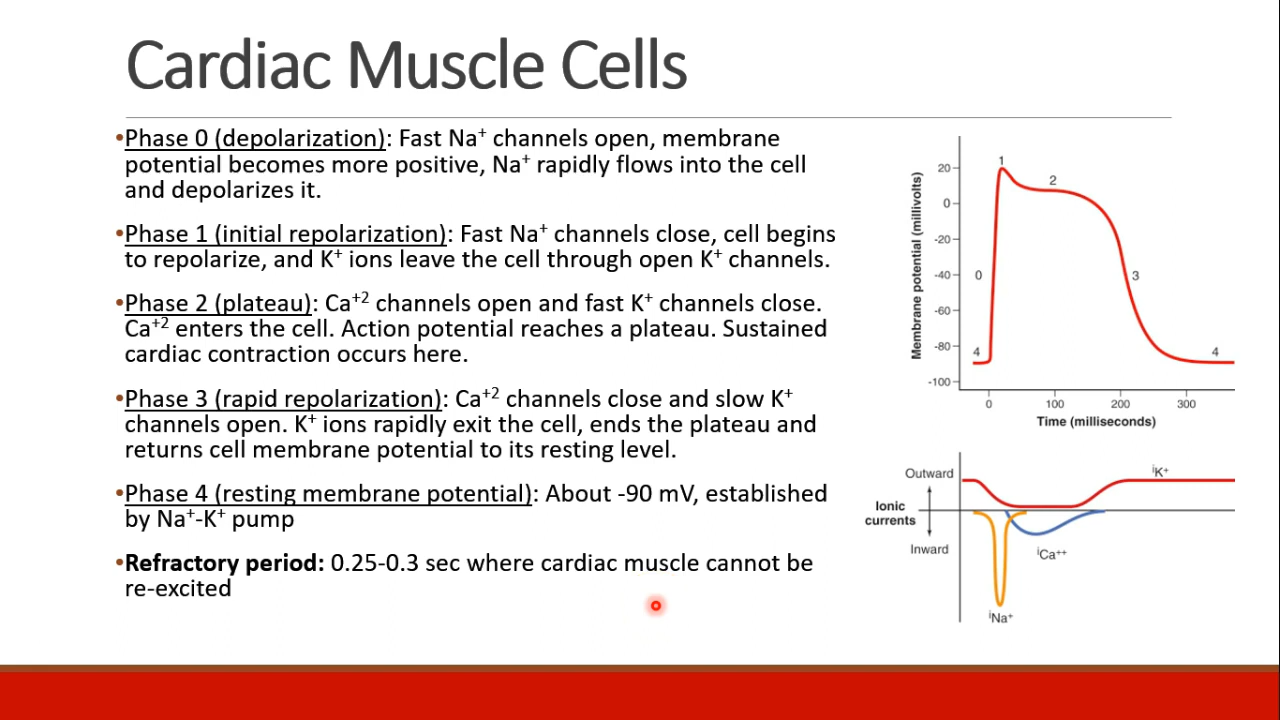 Cardiac Muscle Cells
•Phase 0 (depolarization): Fast Na⁺ channels open, membrane
potential becomes more positive, Na⁺ rapidly flows into the cell
and depolarizes it.
•Phase 1 (initial repolarization): Fast Na⁺ channels close, cell begins
to repolarize, and K⁺ ions leave the cell through open K⁺ channels.
•Phase 2 (plateau): Ca⁺² channels open and fast K⁺ channels close.
Ca⁺² enters the cell. Action potential reaches a plateau. Sustained
cardiac contraction occurs here.
•Phase 3 (rapid repolarization): Ca⁺² channels close and slow K⁺
channels open. K⁺ ions rapidly exit the cell, ends the plateau and
returns cell membrane potential to its resting level.
•Phase 4 (resting membrane potential): About -90 mV, established
by Na⁺-K⁺ pump
•Refractory period: 0.25-0.3 sec where cardiac muscle cannot be
re-excited
Membrane potential (millivolts)
20
0
-20
-40
-60
-80
-100
1
2
0
3
4
4
0 100 200 300
Time (milliseconds)
Outward
Ionic
currents
Inward
ⁱK⁺
ⁱCa⁺⁺
ⁱNa⁺